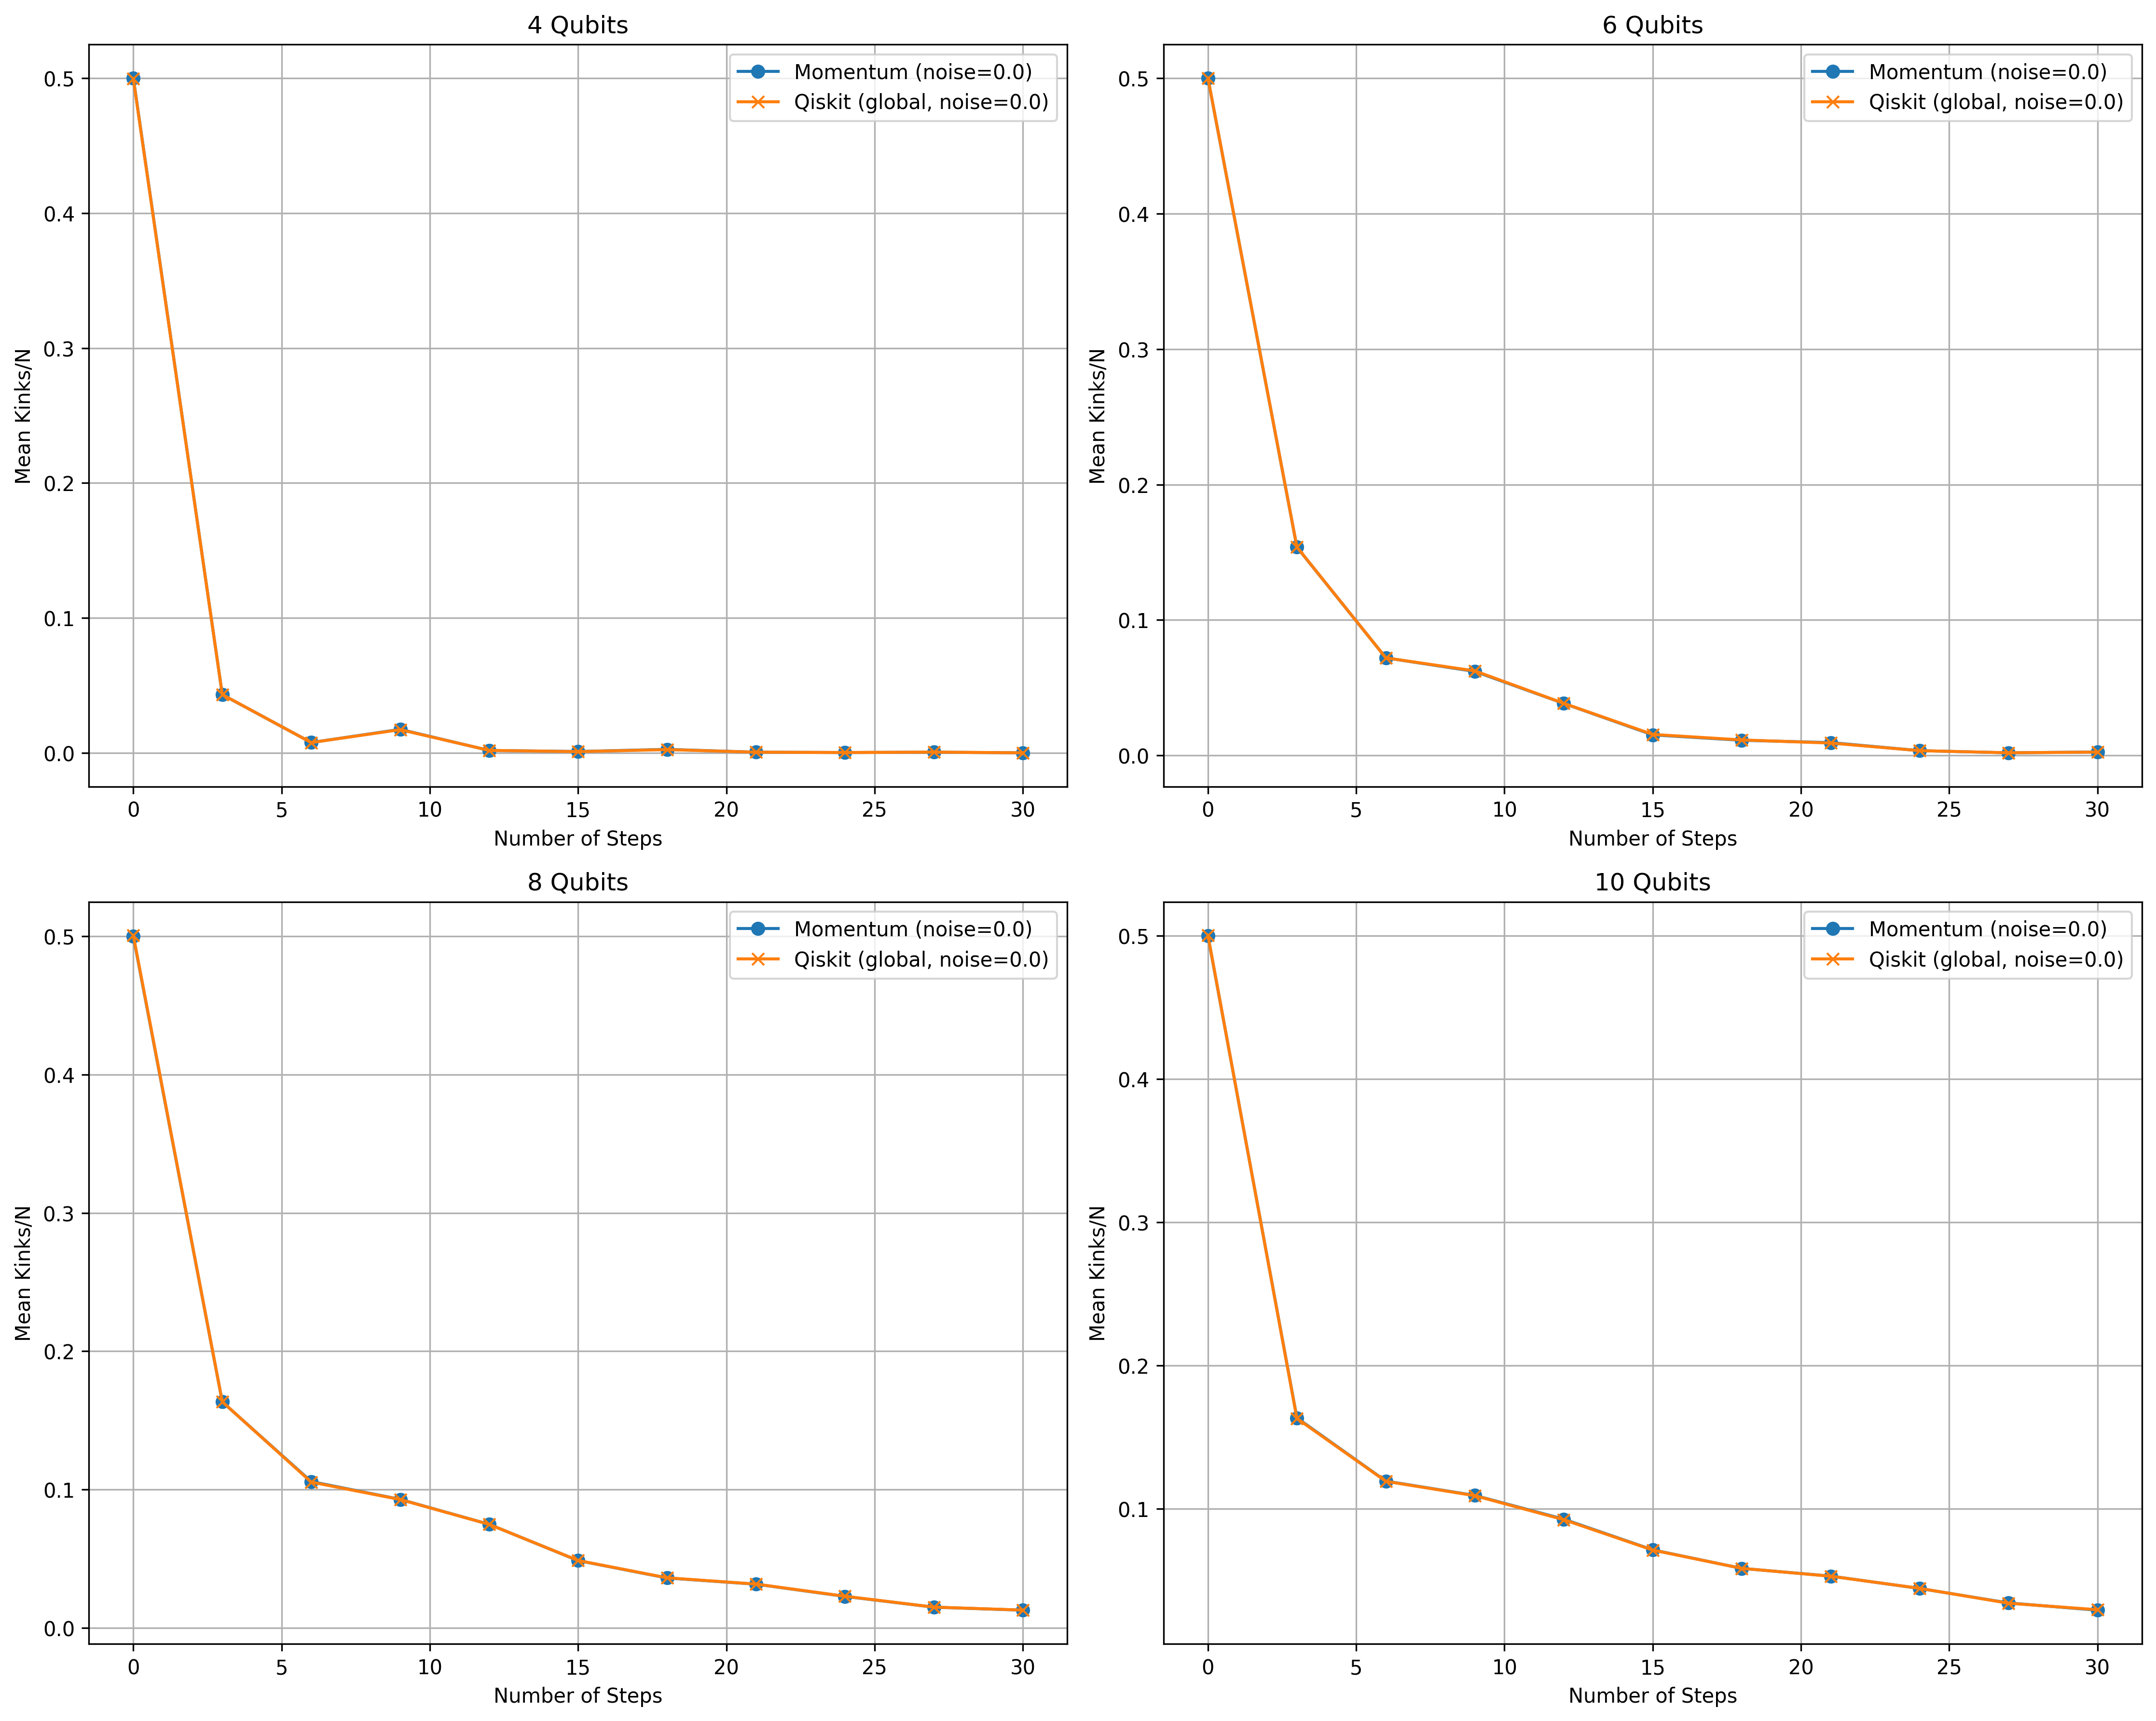 4 Qubits
Momentum (noise=0.0)
Qiskit (global, noise=0.0)
Mean Kinks/N
0.5
0.4
0.3
0.2
0.1
0.0
0 5 10 15 20 25 30
Number of Steps
6 Qubits
Momentum (noise=0.0)
Qiskit (global, noise=0.0)
Mean Kinks/N
0.5
0.4
0.3
0.2
0.1
0.0
0 5 10 15 20 25 30
Number of Steps
8 Qubits
Momentum (noise=0.0)
Qiskit (global, noise=0.0)
Mean Kinks/N
0.5
0.4
0.3
0.2
0.1
0.0
0 5 10 15 20 25 30
Number of Steps
10 Qubits
Momentum (noise=0.0)
Qiskit (global, noise=0.0)
Mean Kinks/N
0.5
0.4
0.3
0.2
0.1
0 5 10 15 20 25 30
Number of Steps